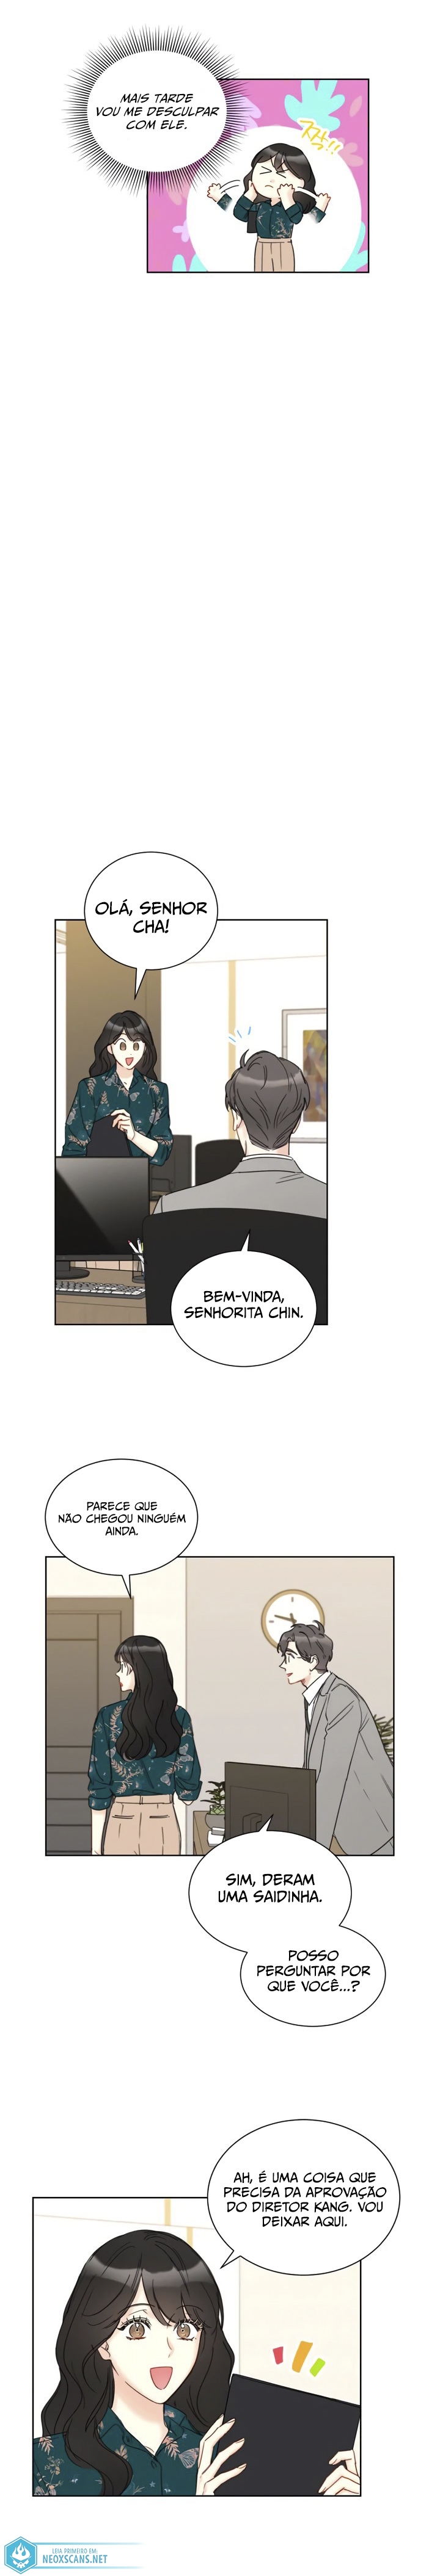 MAIS TARDE
VOU ME DESCULPAR
COM ELE.
자작!!
OLÁ, SENHOR
CHA!
BEM-VINDA,
SENHORITA CHIN.
PARECE QUE
NÃO CHEGOU NINGUÉM
AINDA.
SIM, DERAM
UMA SAIDINHA.
POSSO
PERGUNTAR POR
QUE VOCÊ...?
AH, É UMA COISA QUE
PRECISA DA APROVAÇÃO
DO DIRETOR KANG. VOU
DEIXAR AQUI.
LEIA PRIMEIRO EM:
NEOXSCANS.NET